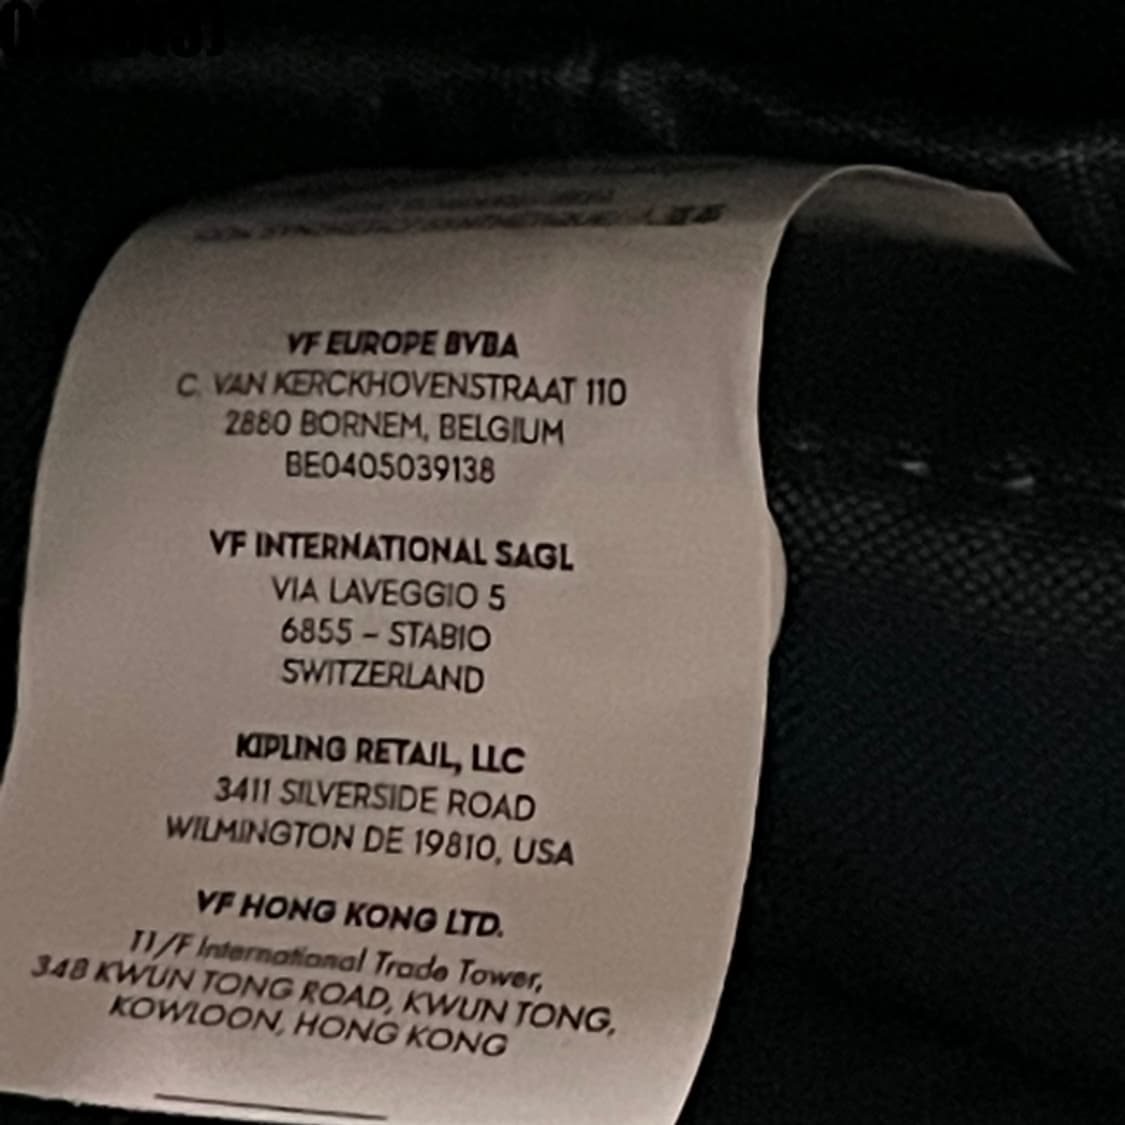 VF EUROPE BVBA
C. VAN KERCKHOVENSTRAAT 110
2880 BORNEM, BELGIUM
BE0405039138
VF INTERNATIONAL SAGL
VIA LAVEGGIO 5
6855 – STABIO
SWITZERLAND
KIPLING RETAIL, LLC
3411 SILVERSIDE ROAD
WILMINGTON DE 19810, USA
VF HONG KONG LTD.
11/F International Trade Tower,
348 KWUN TONG ROAD, KWUN TONG,
KOWLOON, HONG KONG